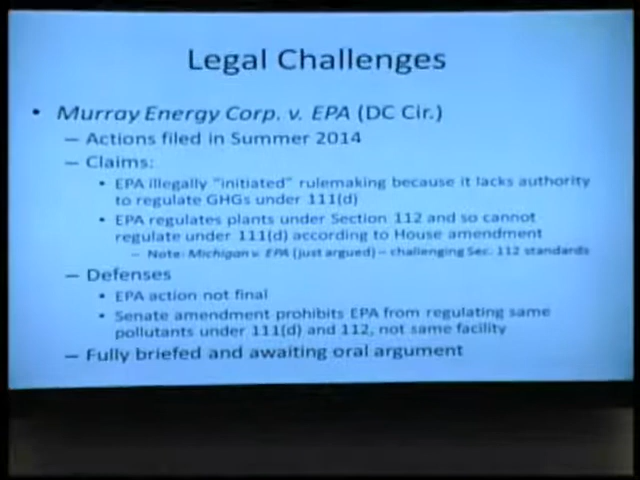 Legal Challenges
• Murray Energy Corp. v. EPA (DC Cir.)
– Actions filed in Summer 2014
– Claims:
• EPA illegally "initiated" rulemaking because it lacks authority
to regulate GHGs under 111(d)
• EPA regulates plants under Section 112 and so cannot
regulate under 111(d) according to House amendment
– Note: Michigan v. EPA (just argued) – challenging Sec. 112 standards
– Defenses
• EPA action not final
• Senate amendment prohibits EPA from regulating same
pollutants under 111(d) and 112, not same facility
– Fully briefed and awaiting oral argument